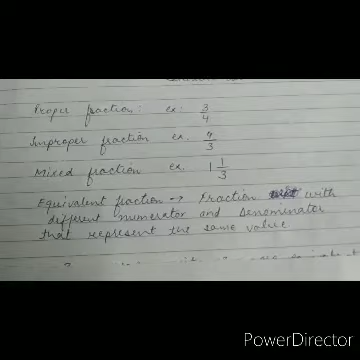 Proper fraction: ex: 3/4
Improper fraction ex. 4/3
Mixed fraction ex. 1 1/3
Equivalent fraction → fraction with
different numerator and denominator
that represent the same value
PowerDirector